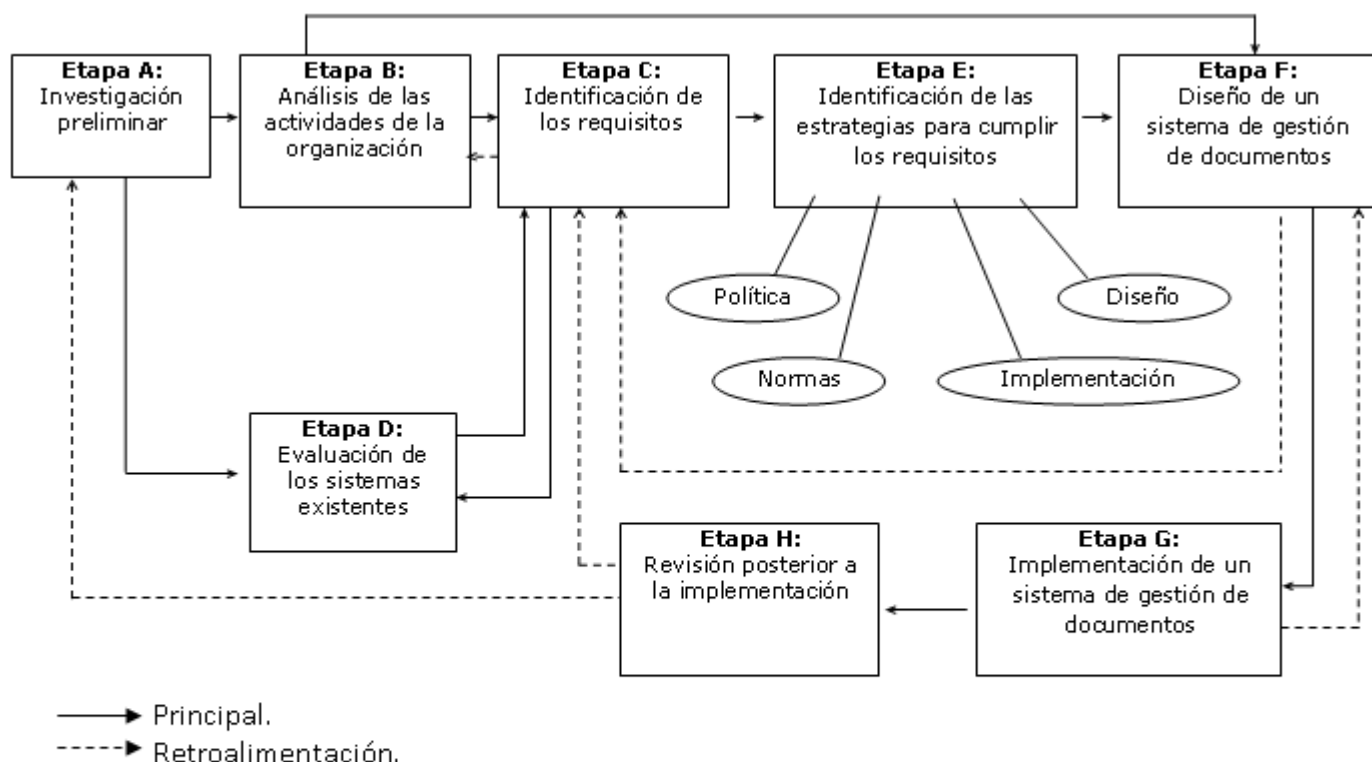 Etapa A:
Investigación
preliminar
Etapa B:
Análisis de las
actividades de la
organización
Etapa C:
Identificación de
los requisitos
Etapa E:
Identificación de las
estrategias para cumplir
los requisitos
Etapa F:
Diseño de un
sistema de gestión
de documentos
Política
Diseño
Normas
Implementación
Etapa D:
Evaluación de
los sistemas
existentes
Etapa H:
Revisión posterior a
la implementación
Etapa G:
Implementación de un
sistema de gestión de
documentos
Principal.
Retroalimentación.